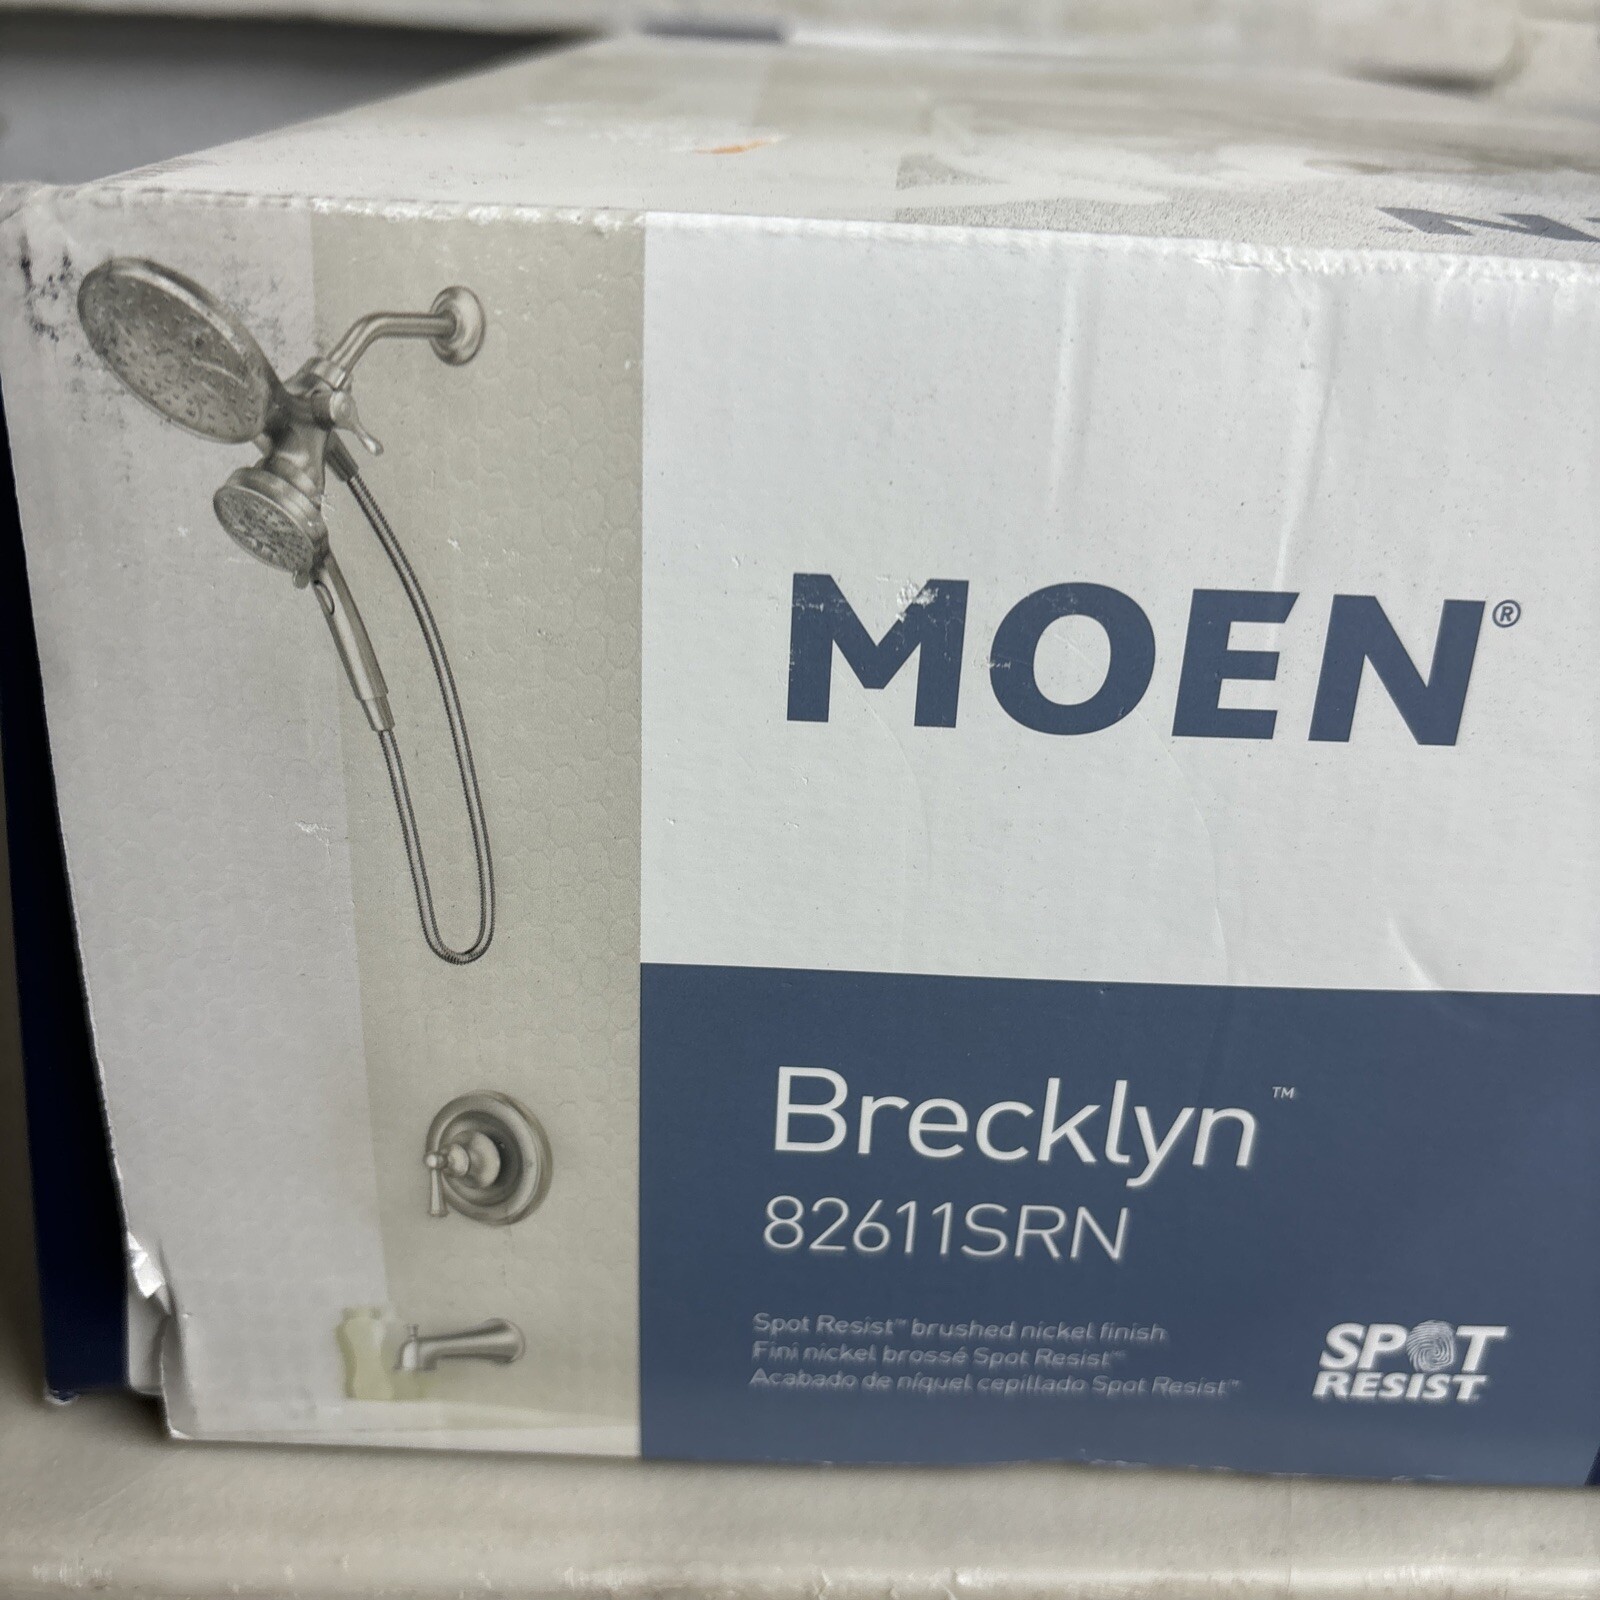 MOEN®
Brecklyn™
82611SRN
Spot Resist™ brushed nickel finish
Fini nickel brossé Spot Resist™
Acabado de níquel cepillado Spot Resist™
SPOT
RESIST